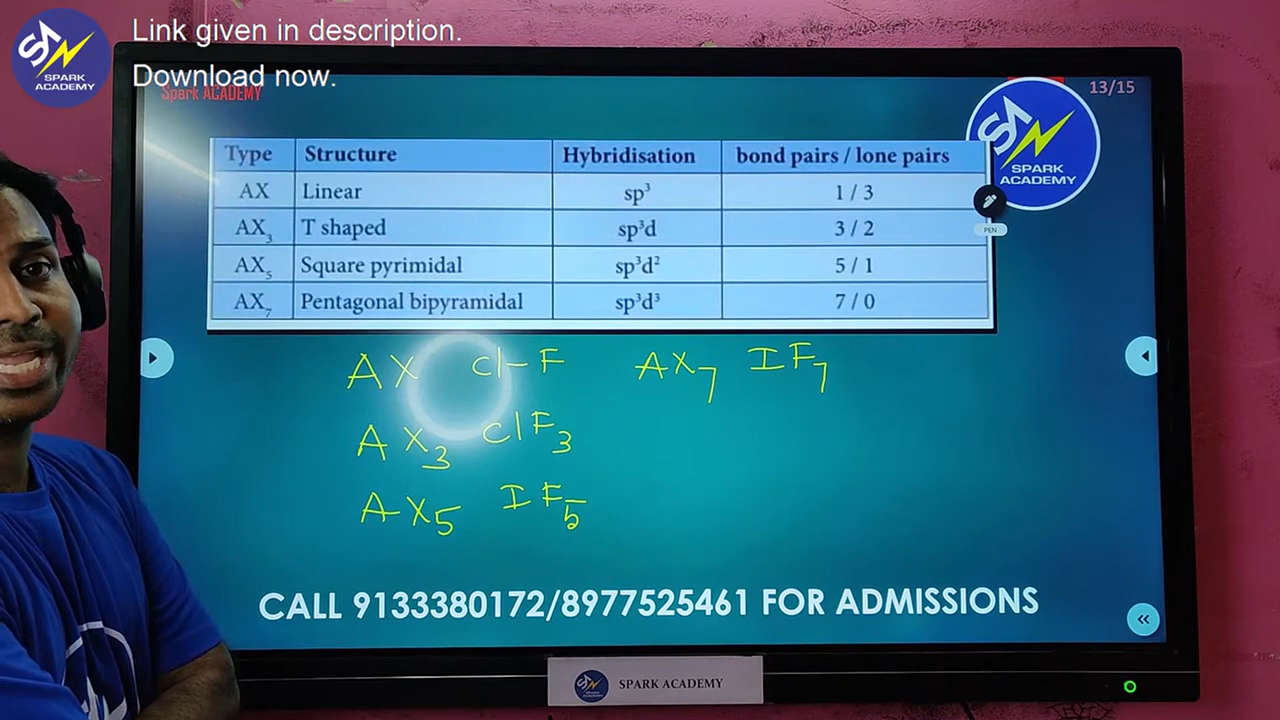 Link given in description.
Download now.
SPARK
ACADEMY
Spark ACADEMY
13/15
SPARK
ACADEMY
Type Structure Hybridisation bond pairs / lone pairs
AX Linear sp³ 1 / 3
AX₃ T shaped sp³d 3 / 2
AX₅ Square pyrimidal sp³d² 5 / 1
AX₇ Pentagonal bipyramidal sp³d³ 7 / 0
PEN
AX Cl-F AX₇ IF₇
AX₃ ClF₃
AX₅ IF₅
CALL 9133380172/8977525461 FOR ADMISSIONS
SPARK ACADEMY